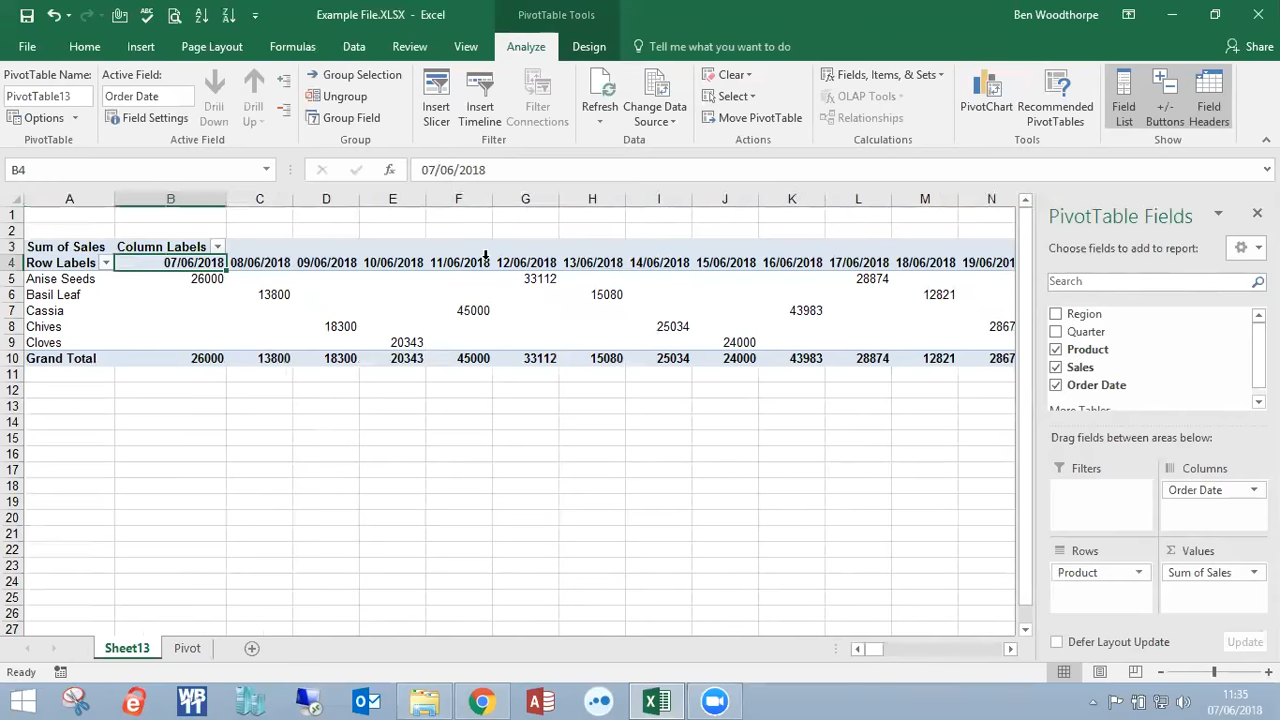 Example File.XLSX - Excel
PivotTable Tools
Ben Woodthorpe
File Home Insert Page Layout Formulas Data Review View Analyze Design Tell me what you want to do Share
PivotTable Name:
PivotTable13
Options
PivotTable
Active Field:
Order Date
Field Settings
Drill Down
Drill Up
Active Field
Group Selection
Ungroup
Group Field
Group
Insert Slicer
Insert Timeline
Filter Connections
Filter
Refresh
Change Data Source
Data
Clear
Select
Move PivotTable
Actions
Fields, Items, & Sets
OLAP Tools
Relationships
Calculations
PivotChart
Recommended PivotTables
Tools
Field List
+/- Buttons
Field Headers
Show
B4 fx 07/06/2018
A B C D E F G H I J K L M N
1
2
3 Sum of Sales Column Labels
4 Row Labels 07/06/2018 08/06/2018 09/06/2018 10/06/2018 11/06/2018 12/06/2018 13/06/2018 14/06/2018 15/06/2018 16/06/2018 17/06/2018 18/06/2018 19/06/201
5 Anise Seeds 26000 33112 28874
6 Basil Leaf 13800 15080 12821
7 Cassia 45000 43983
8 Chives 18300 25034 2867
9 Cloves 20343 24000
10 Grand Total 26000 13800 18300 20343 45000 33112 15080 25034 24000 43983 28874 12821 2867
11
12
13
14
15
16
17
18
19
20
21
22
23
24
25
26
27
PivotTable Fields
Choose fields to add to report:
Search
Region
Quarter
Product
Sales
Order Date
More Tables
Drag fields between areas below:
Filters
Columns
Order Date
Rows
Product
Values
Sum of Sales
Defer Layout Update Update
Sheet13 Pivot
Ready
11:35
07/06/2018